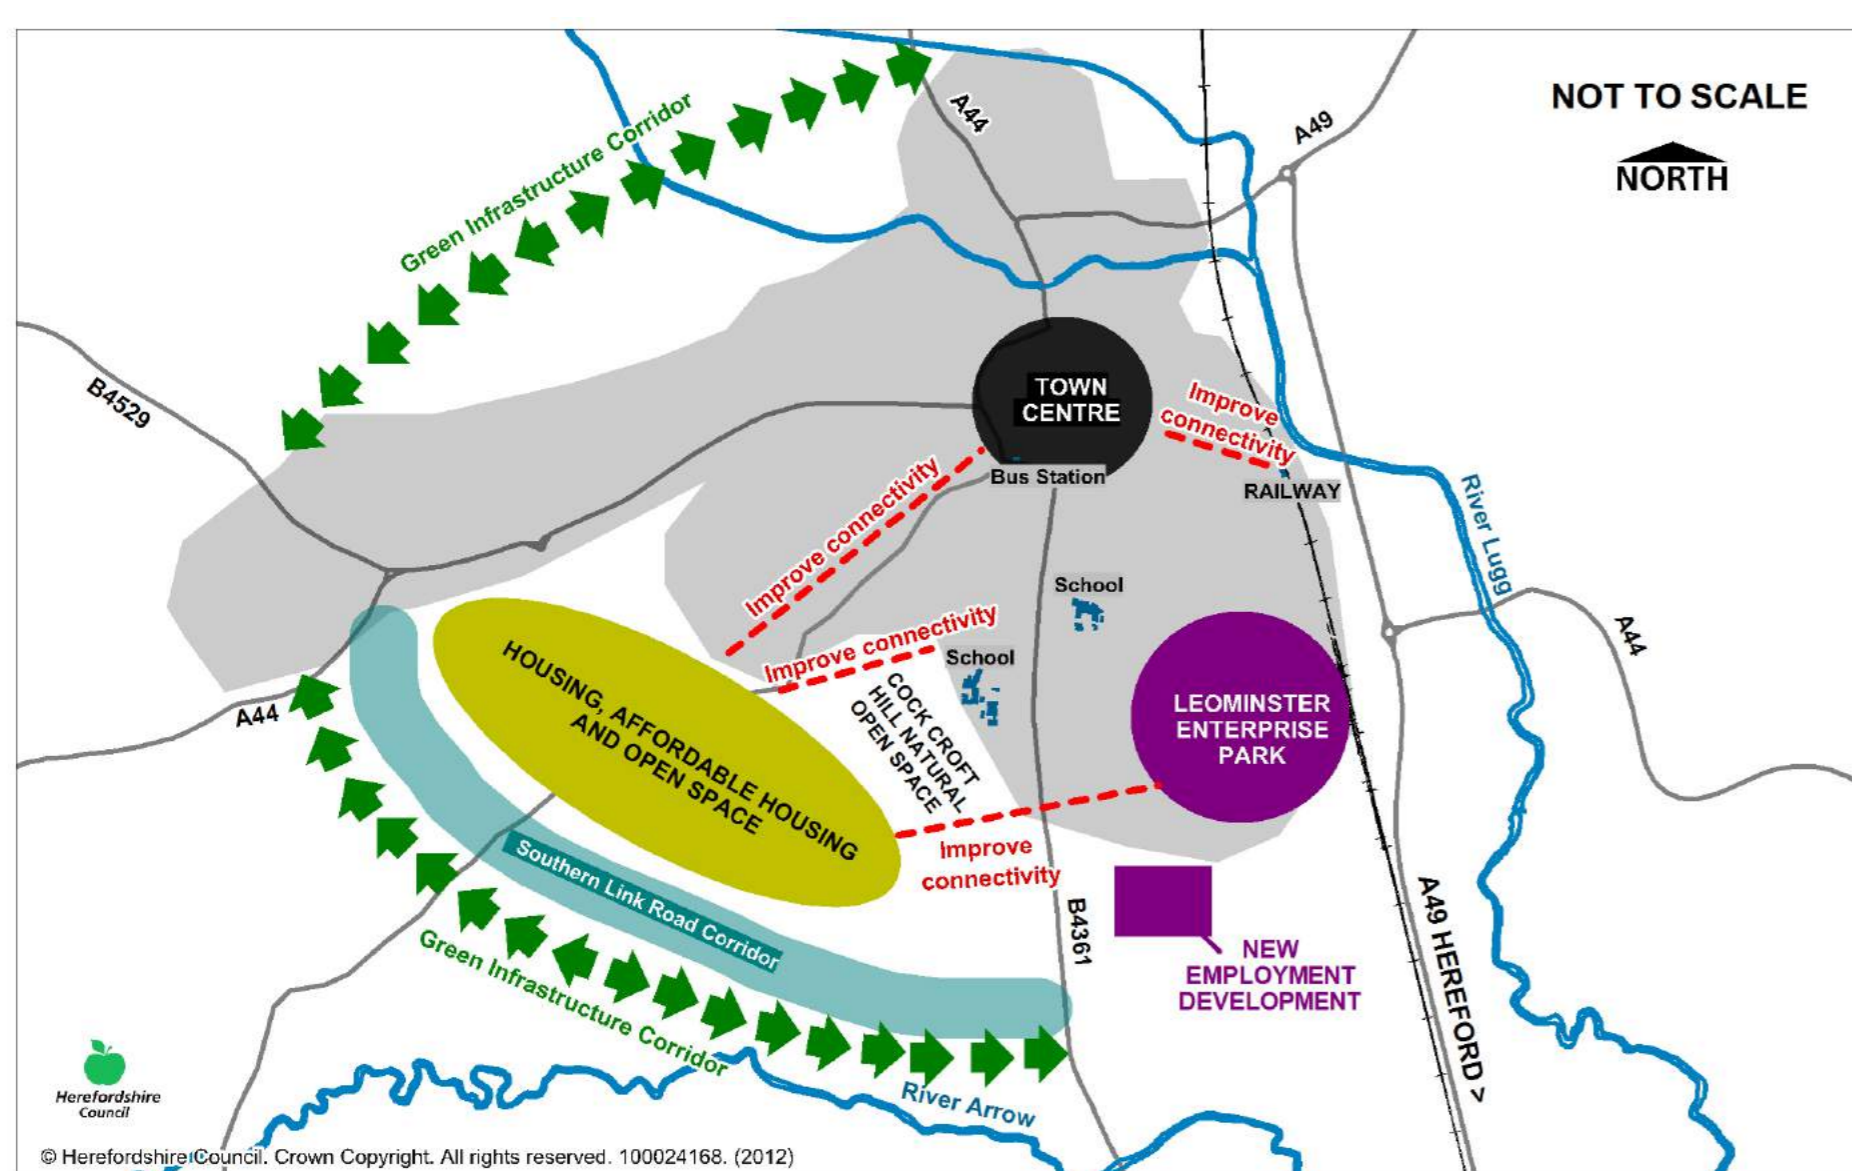 NOT TO SCALE
NORTH
A44
A49
Green Infrastructure Corridor
B4529
TOWN
CENTRE
Improve
connectivity
Bus Station
RAILWAY
River Lugg
Improve connectivity
School
Improve connectivity
School
A44
HOUSING, AFFORDABLE HOUSING
AND OPEN SPACE
COCK CROFT
HILL NATURAL
OPEN SPACE
LEOMINSTER
ENTERPRISE
PARK
A44
Southern Link Road Corridor
Improve
connectivity
B4361
A49 HEREFORD >
NEW
EMPLOYMENT
DEVELOPMENT
Green Infrastructure Corridor
River Arrow
Herefordshire
Council
© Herefordshire Council. Crown Copyright. All rights reserved. 100024168. (2012)